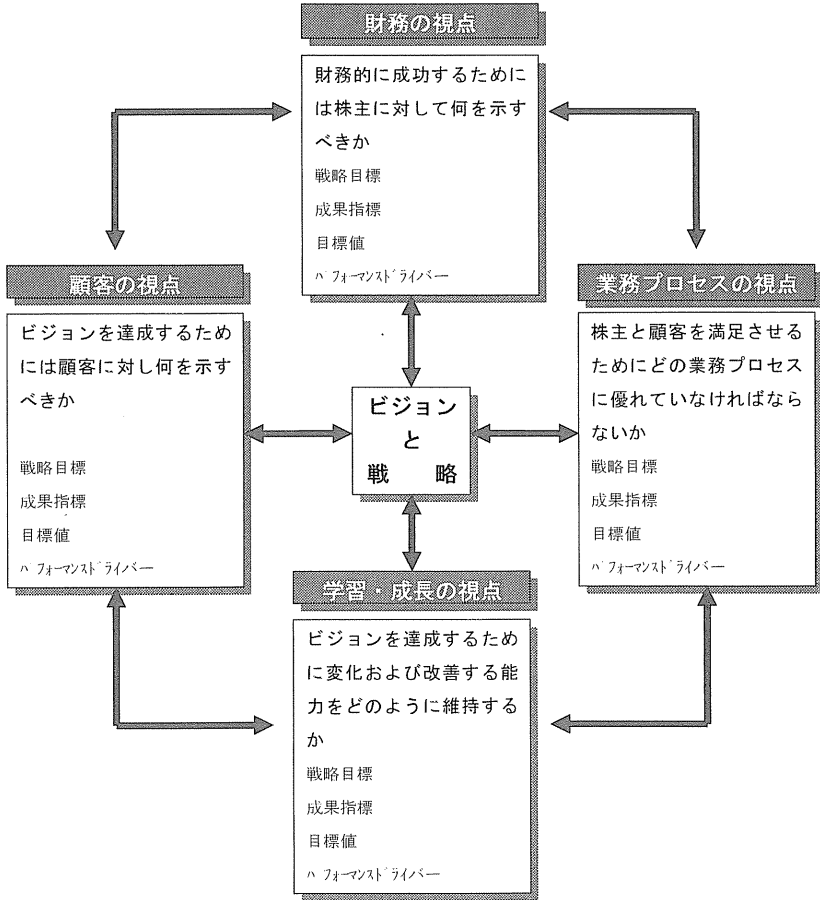 財務の視点
財務的に成功するために
は株主に対して何を示す
べきか
戦略目標
成果指標
目標値
パフォーマンスドライバー
顧客の視点
ビジョンを達成するため
には顧客に対し何を示す
べきか
戦略目標
成果指標
目標値
パフォーマンスドライバー
ビジョン
と
戦　略
業務プロセスの視点
株主と顧客を満足させる
ためにどの業務プロセス
に優れていなければなら
ないか
戦略目標
成果指標
目標値
パフォーマンスドライバー
学習・成長の視点
ビジョンを達成するため
に変化および改善する能
力をどのように維持する
か
戦略目標
成果指標
目標値
パフォーマンスドライバー